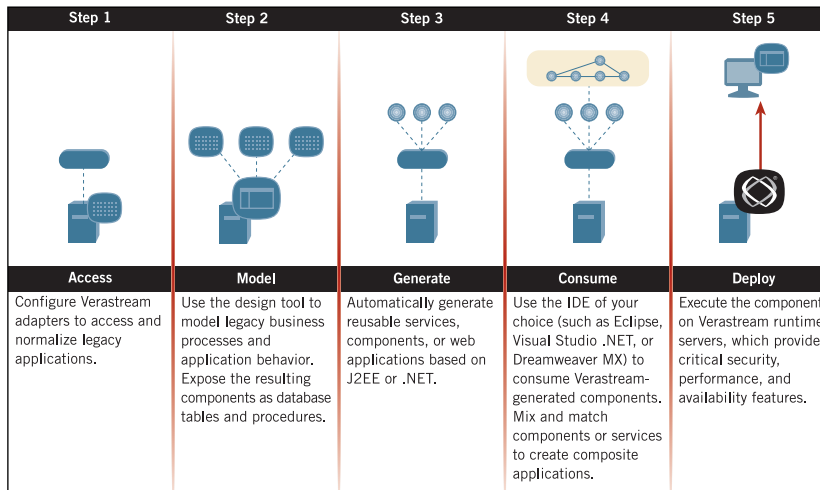 Step 1
Step 2
Step 3
Step 4
Step 5
Access
Model
Generate
Consume
Deploy
Configure Verastream
adapters to access and
normalize legacy
applications.
Use the design tool to
model legacy business
processes and
application behavior.
Expose the resulting
components as database
tables and procedures.
Automatically generate
reusable services,
components, or web
applications based on
J2EE or .NET.
Use the IDE of your
choice (such as Eclipse,
Visual Studio .NET, or
Dreamweaver MX) to
consume Verastream-
generated components.
Mix and match
components or services
to create composite
applications.
Execute the component
on Verastream runtime
servers, which provide
critical security,
performance, and
availability features.